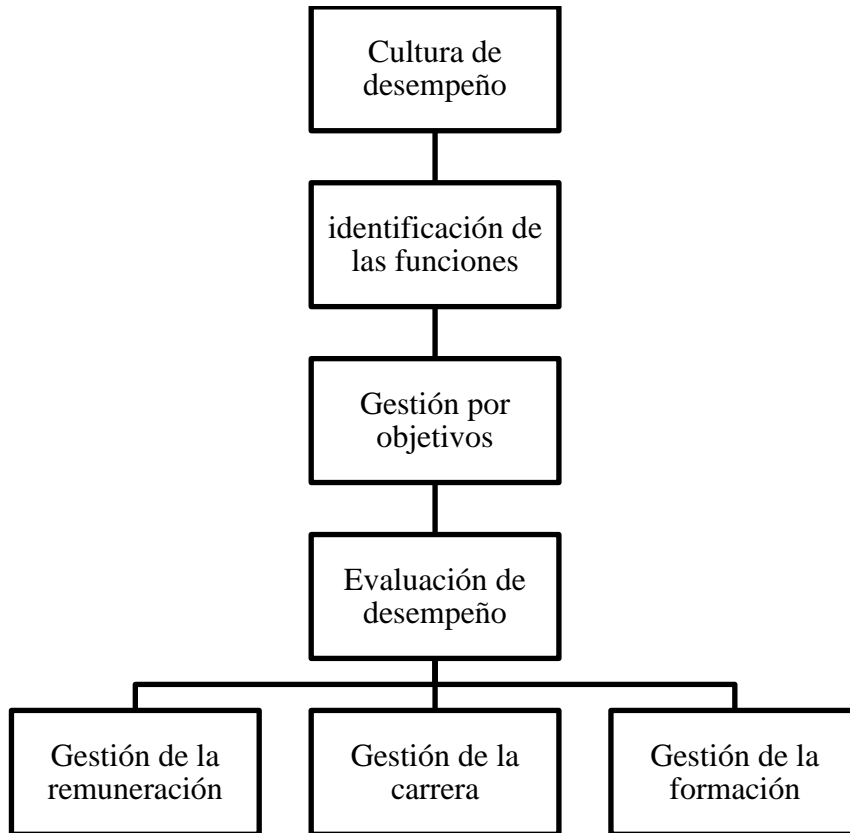 Cultura de
desempeño
identificación de
las funciones
Gestión por
objetivos
Evaluación de
desempeño
Gestión de la
remuneración
Gestión de la
carrera
Gestión de la
formación